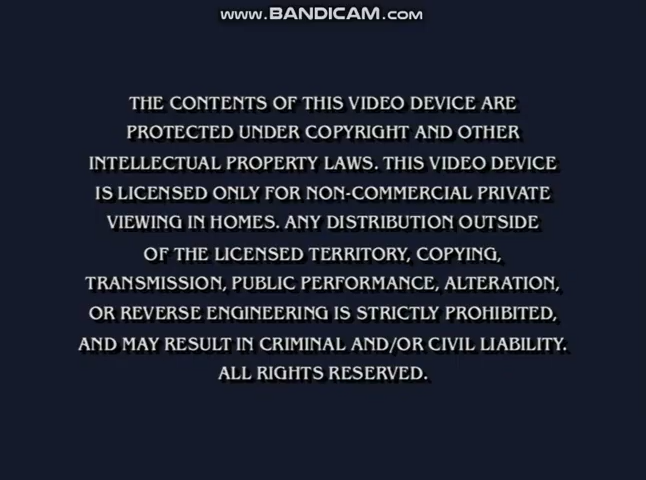 www.BANDICAM.com
THE CONTENTS OF THIS VIDEO DEVICE ARE
PROTECTED UNDER COPYRIGHT AND OTHER
INTELLECTUAL PROPERTY LAWS. THIS VIDEO DEVICE
IS LICENSED ONLY FOR NON-COMMERCIAL PRIVATE
VIEWING IN HOMES. ANY DISTRIBUTION OUTSIDE
OF THE LICENSED TERRITORY, COPYING,
TRANSMISSION, PUBLIC PERFORMANCE, ALTERATION,
OR REVERSE ENGINEERING IS STRICTLY PROHIBITED,
AND MAY RESULT IN CRIMINAL AND/OR CIVIL LIABILITY.
ALL RIGHTS RESERVED.